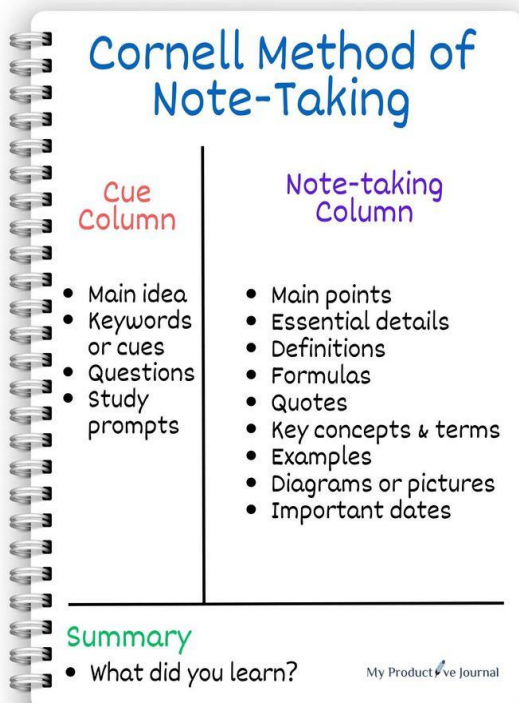 Cornell Method of
Note-Taking
Cue
Column
• Main idea
• Keywords
or cues
• Questions
• Study
prompts
Note-taking
Column
• Main points
• Essential details
• Definitions
• Formulas
• Quotes
• Key concepts & terms
• Examples
• Diagrams or pictures
• Important dates
Summary
• What did you learn?
My Productive Journal